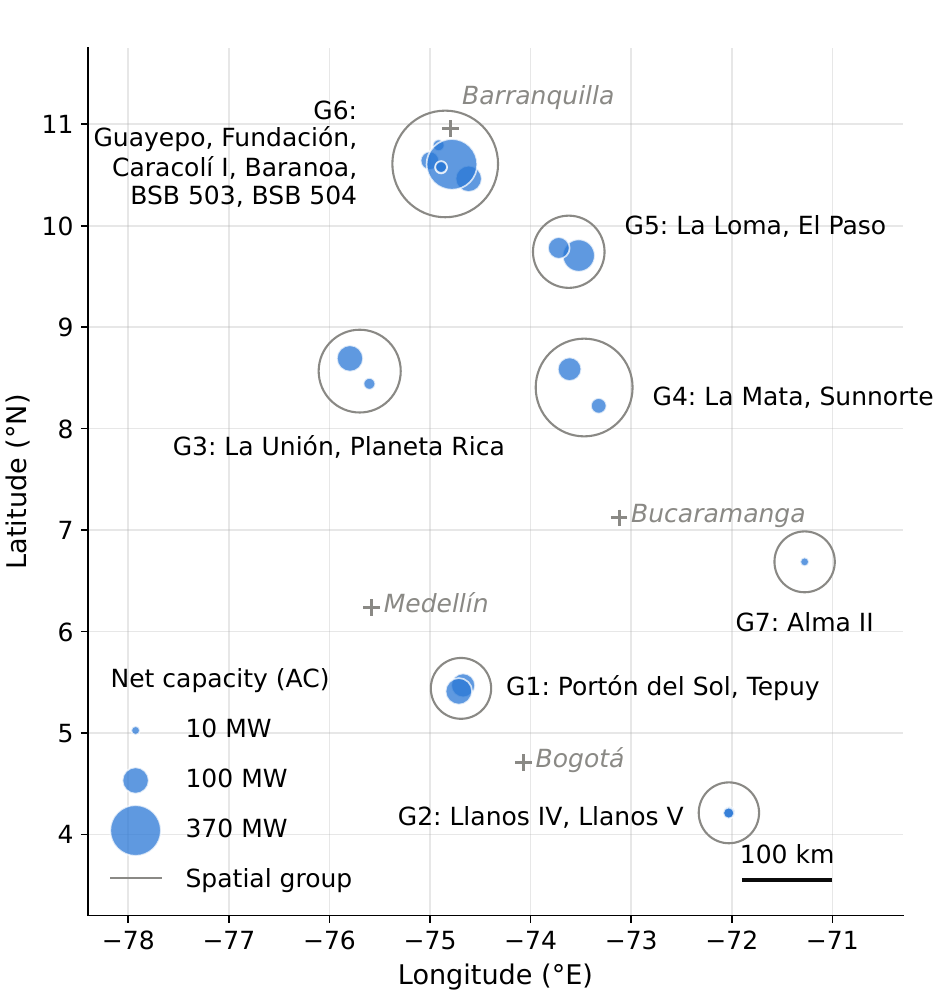 Barranquilla
G6:
Guayepo, Fundación,
Caracolí I, Baranoa,
BSB 503, BSB 504
G5: La Loma, El Paso
G4: La Mata, Sunnorte
G3: La Unión, Planeta Rica
Bucaramanga
Medellín
G7: Alma II
G1: Portón del Sol, Tepuy
Bogotá
G2: Llanos IV, Llanos V
100 km
Net capacity (AC)
10 MW
100 MW
370 MW
Spatial group
11
10
9
8
7
6
5
4
Latitude (°N)
−78 −77 −76 −75 −74 −73 −72 −71
Longitude (°E)